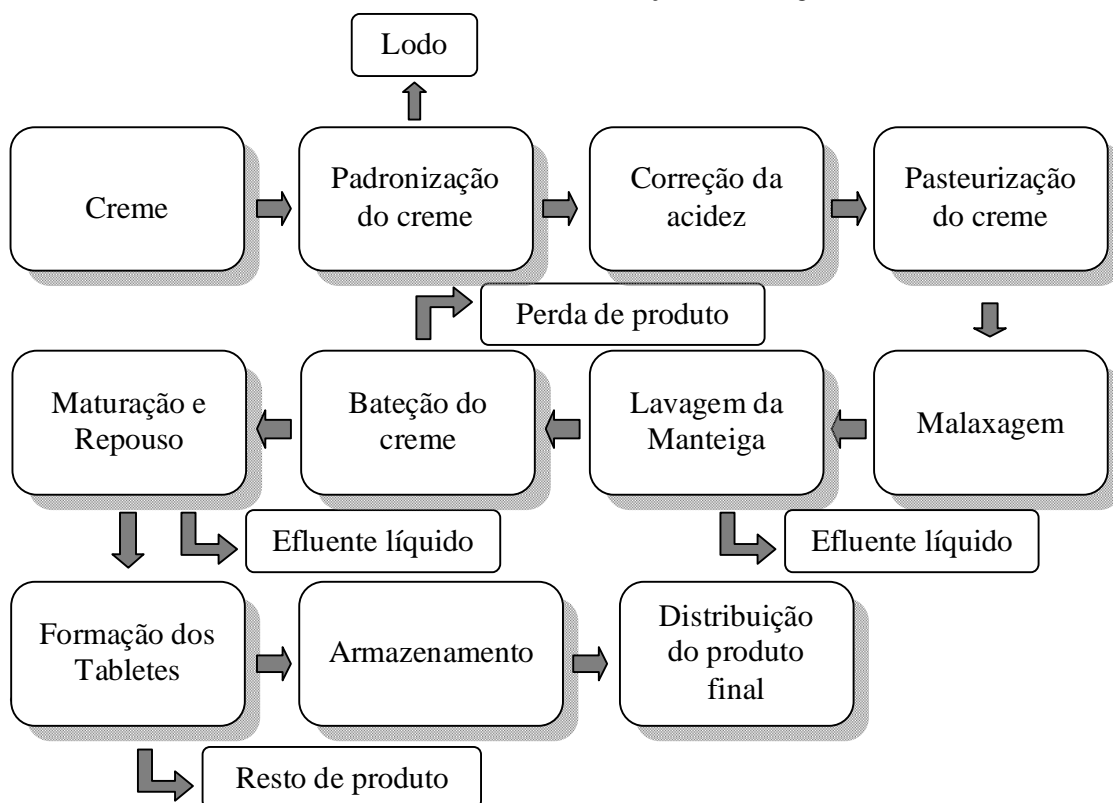 Lodo
Creme
Padronização
do creme
Correção da
acidez
Pasteurização
do creme
Perda de produto
Maturação e
Repouso
Bateção do
creme
Lavagem da
Manteiga
Malaxagem
Efluente líquido
Efluente líquido
Formação dos
Tabletes
Armazenamento
Distribuição
do produto
final
Resto de produto